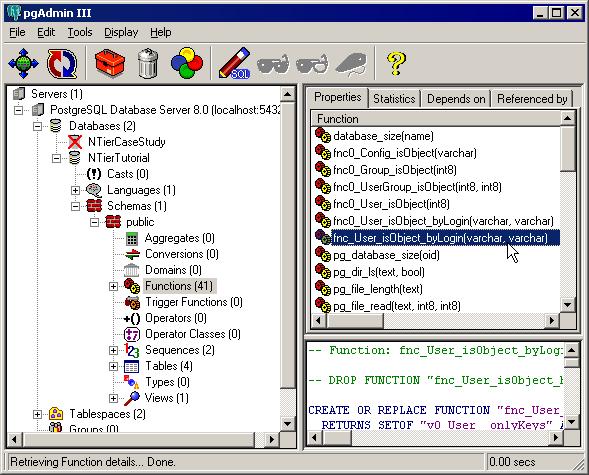 pgAdmin III
File Edit Tools Display Help
SQL
Servers (1)
PostgreSQL Database Server 8.0 (localhost:5432
Databases (2)
NTierCaseStudy
NTierTutorial
Casts (0)
Languages (1)
Schemas (1)
public
Aggregates (0)
Conversions (0)
Domains (0)
Functions (41)
Trigger Functions (0)
Operators (0)
Operator Classes (0)
Sequences (2)
Tables (4)
Types (0)
Views (1)
Tablespaces (2)
Groups (0)
Properties Statistics Depends on Referenced by
Function
database_size(name)
fnc0_Config_isObject(varchar)
fnc0_Group_isObject(int8)
fnc0_UserGroup_isObject(int8, int8)
fnc0_User_isObject(int8)
fnc0_User_isObject_byLogin(varchar, varchar)
fnc_User_isObject_byLogin(varchar, varchar)
pg_database_size(oid)
pg_dir_ls(text, bool)
pg_file_length(text)
pg_file_read(text, int8, int8)
-- Function: fnc_User_isObject_byLogi
-- DROP FUNCTION "fnc_User_isObject_b
CREATE OR REPLACE FUNCTION "fnc_User_
RETURNS SETOF "v0_User__onlyKeys" A
Retrieving Function details... Done.
0.00 secs